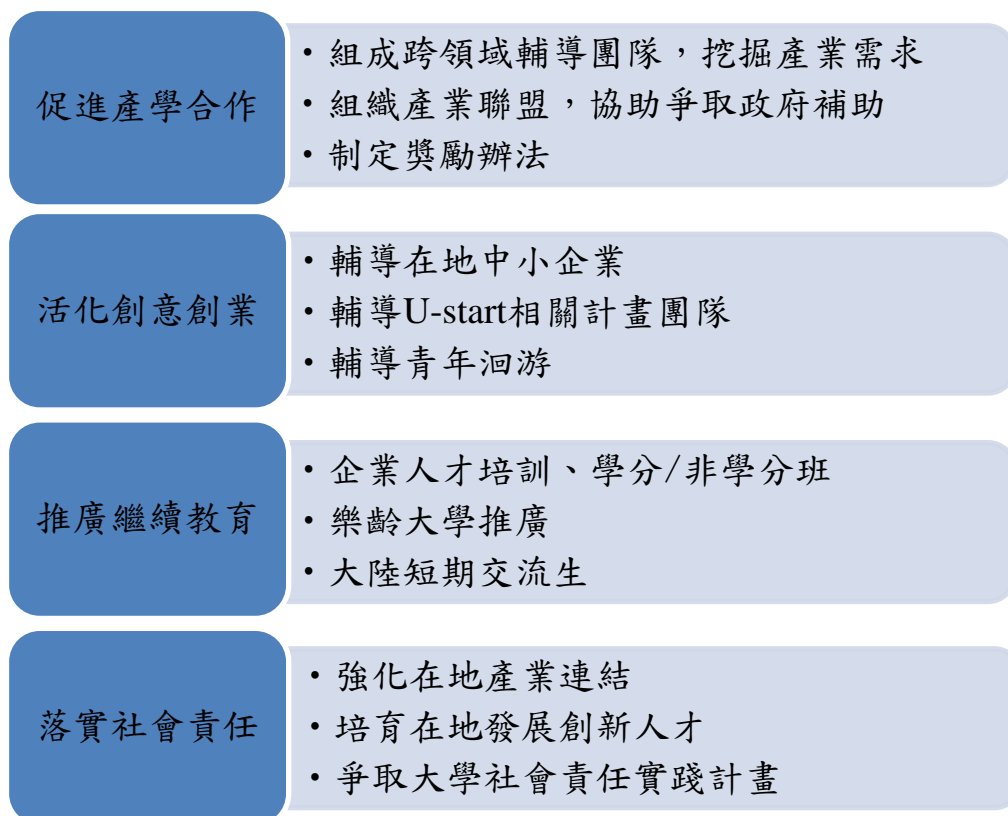 促進產學合作
・組成跨領域輔導團隊，挖掘產業需求
・組織產業聯盟，協助爭取政府補助
・制定獎勵辦法
活化創意創業
・輔導在地中小企業
・輔導U-start相關計畫團隊
・輔導青年洄游
推廣繼續教育
・企業人才培訓、學分/非學分班
・樂齡大學推廣
・大陸短期交流生
落實社會責任
・強化在地產業連結
・培育在地發展創新人才
・爭取大學社會責任實踐計畫